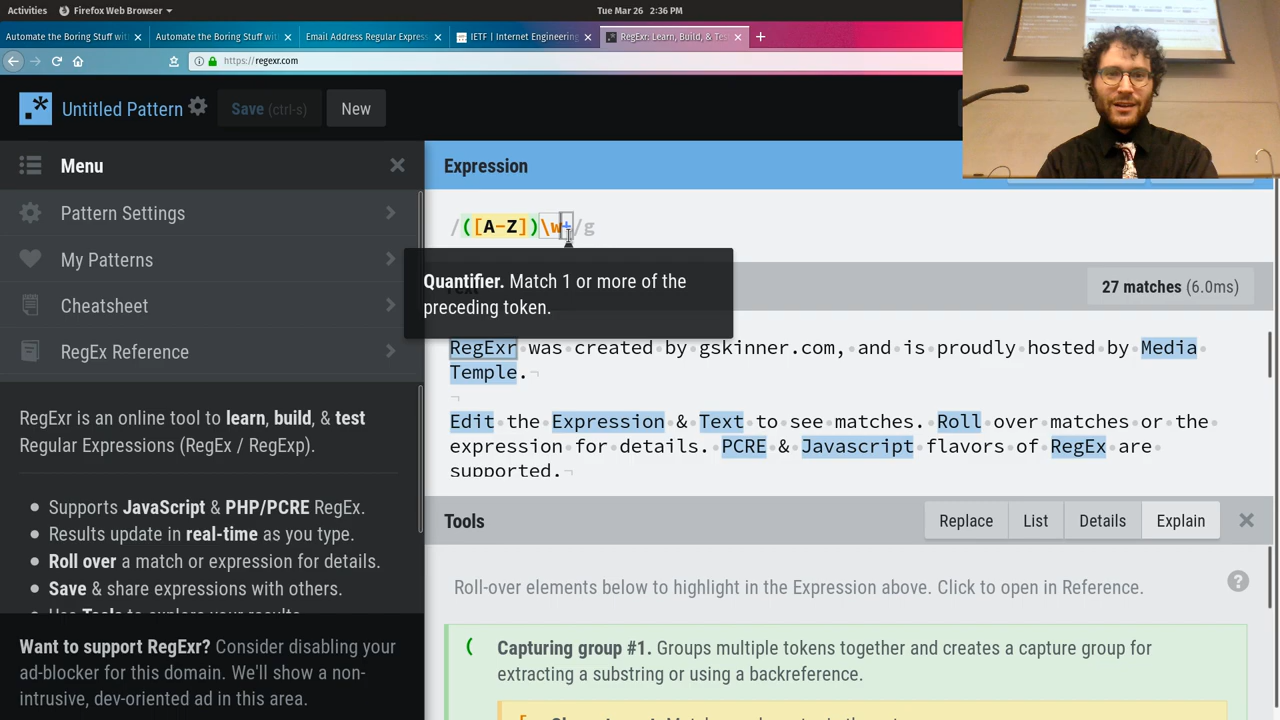 Activities Firefox Web Browser Tue Mar 26 2:36 PM
Automate the Boring Stuff wit Automate the Boring Stuff wit Email Address Regular Expres IETF | Internet Engineering RegExr: Learn, Build, & Tes
https://regexr.com
.* Untitled Pattern Save (ctrl-s) New
Menu
Pattern Settings
My Patterns
Cheatsheet
RegEx Reference
RegExr is an online tool to learn, build, & test
Regular Expressions (RegEx / RegExp).
Supports JavaScript & PHP/PCRE RegEx.
Results update in real-time as you type.
Roll over a match or expression for details.
Save & share expressions with others.
Use Tools to explore your results.
Want to support RegExr? Consider disabling your
ad-blocker for this domain. We'll show a non-
intrusive, dev-oriented ad in this area.
Expression
/([A-Z])\w+/g
Quantifier. Match 1 or more of the
preceding token.
27 matches (6.0ms)
RegExr was created by gskinner.com, and is proudly hosted by Media
Temple.
Edit the Expression & Text to see matches. Roll over matches or the
expression for details. PCRE & Javascript flavors of RegEx are
supported.
Tools Replace List Details Explain
Roll-over elements below to highlight in the Expression above. Click to open in Reference.
?
( Capturing group #1. Groups multiple tokens together and creates a capture group for
extracting a substring or using a backreference.